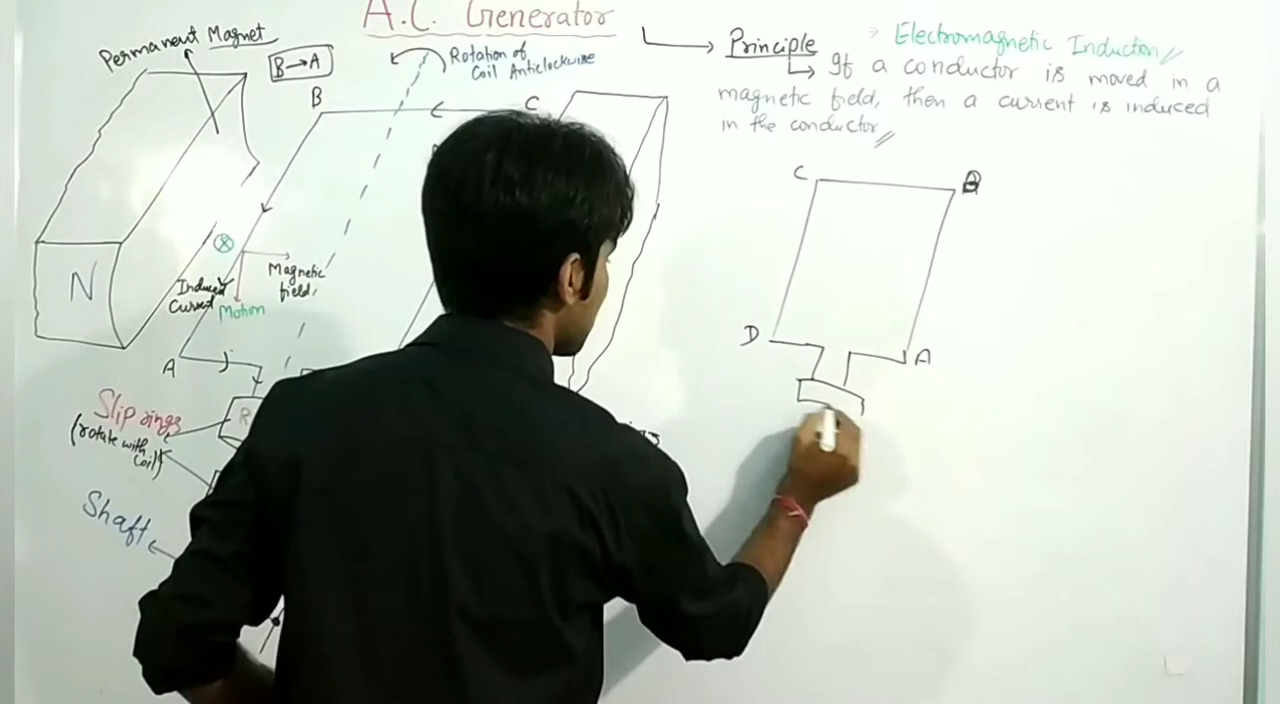 A.C. Generator
Permanent Magnet
B→A
Rotation of
Coil Anticlockwise
Principle
Electromagnetic Induction
If a conductor is moved in a
magnetic field, then a current is induced
in the conductor
B
C
N
Magnetic
field
Induced
Current
Motion
A
Slip rings
(rotate with
coil)
R
Shaft
C
B
D
A